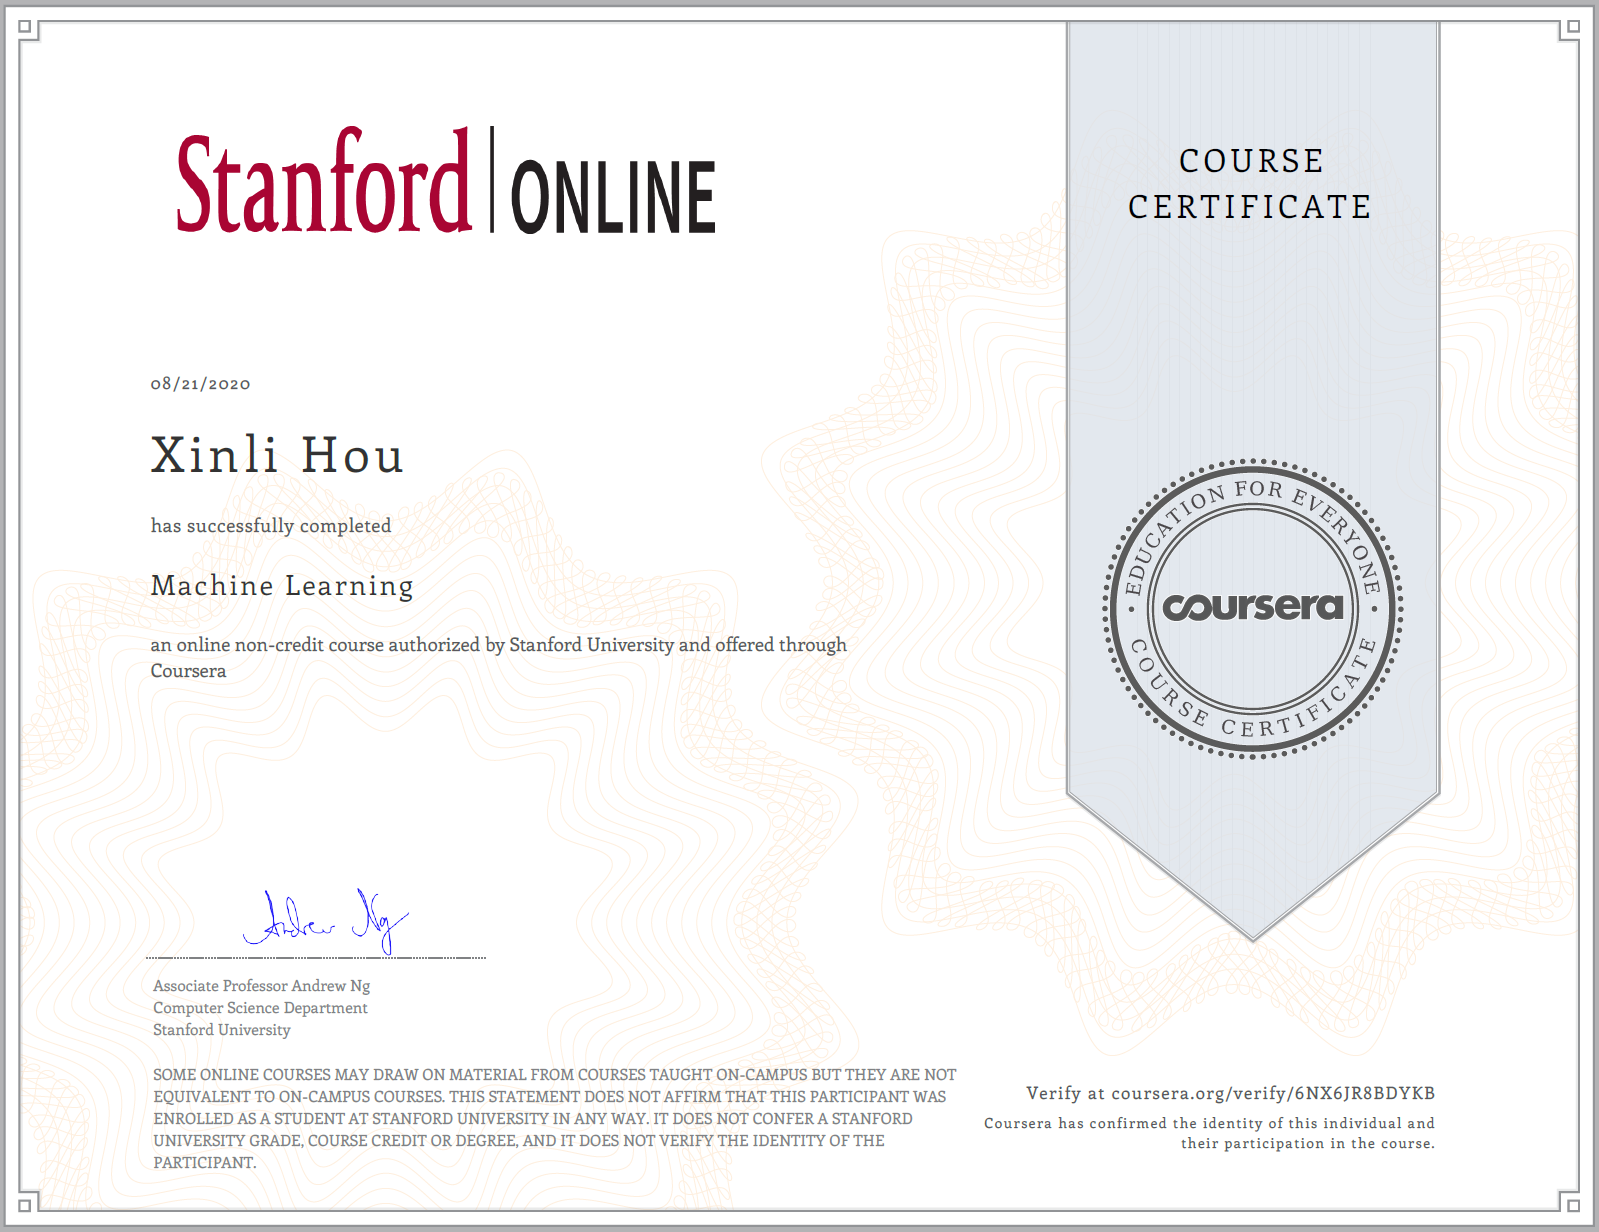 Stanford | ONLINE
COURSE
CERTIFICATE
08/21/2020
Xinli Hou
has successfully completed
Machine Learning
an online non-credit course authorized by Stanford University and offered through
Coursera
EDUCATION FOR EVERYONE
coursera
COURSE CERTIFICATE
Andrew Ng
Associate Professor Andrew Ng
Computer Science Department
Stanford University
SOME ONLINE COURSES MAY DRAW ON MATERIAL FROM COURSES TAUGHT ON-CAMPUS BUT THEY ARE NOT
EQUIVALENT TO ON-CAMPUS COURSES. THIS STATEMENT DOES NOT AFFIRM THAT THIS PARTICIPANT WAS
ENROLLED AS A STUDENT AT STANFORD UNIVERSITY IN ANY WAY. IT DOES NOT CONFER A STANFORD
UNIVERSITY GRADE, COURSE CREDIT OR DEGREE, AND IT DOES NOT VERIFY THE IDENTITY OF THE
PARTICIPANT.
Verify at coursera.org/verify/6NX6JR8BDYKB
Coursera has confirmed the identity of this individual and
their participation in the course.